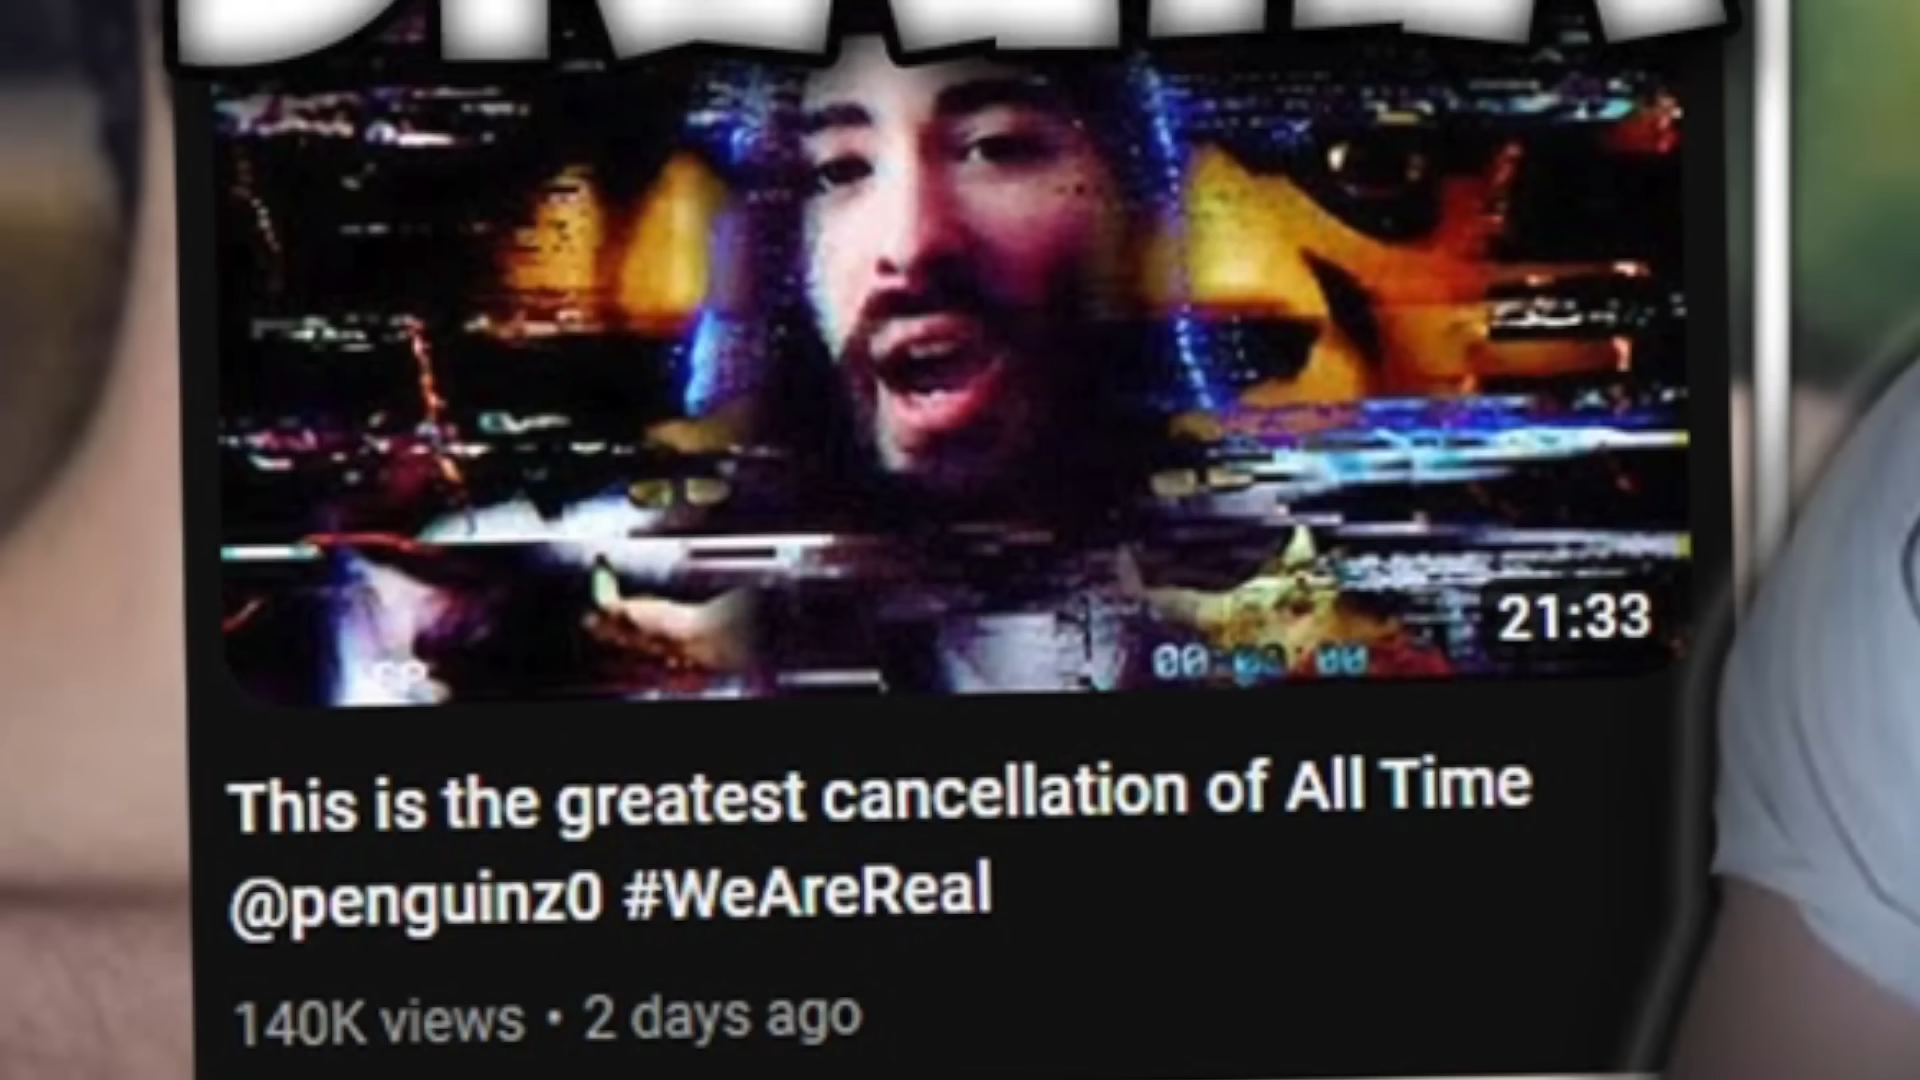 21:33
This is the greatest cancellation of All Time
@penguinz0 #WeAreReal
140K views • 2 days ago